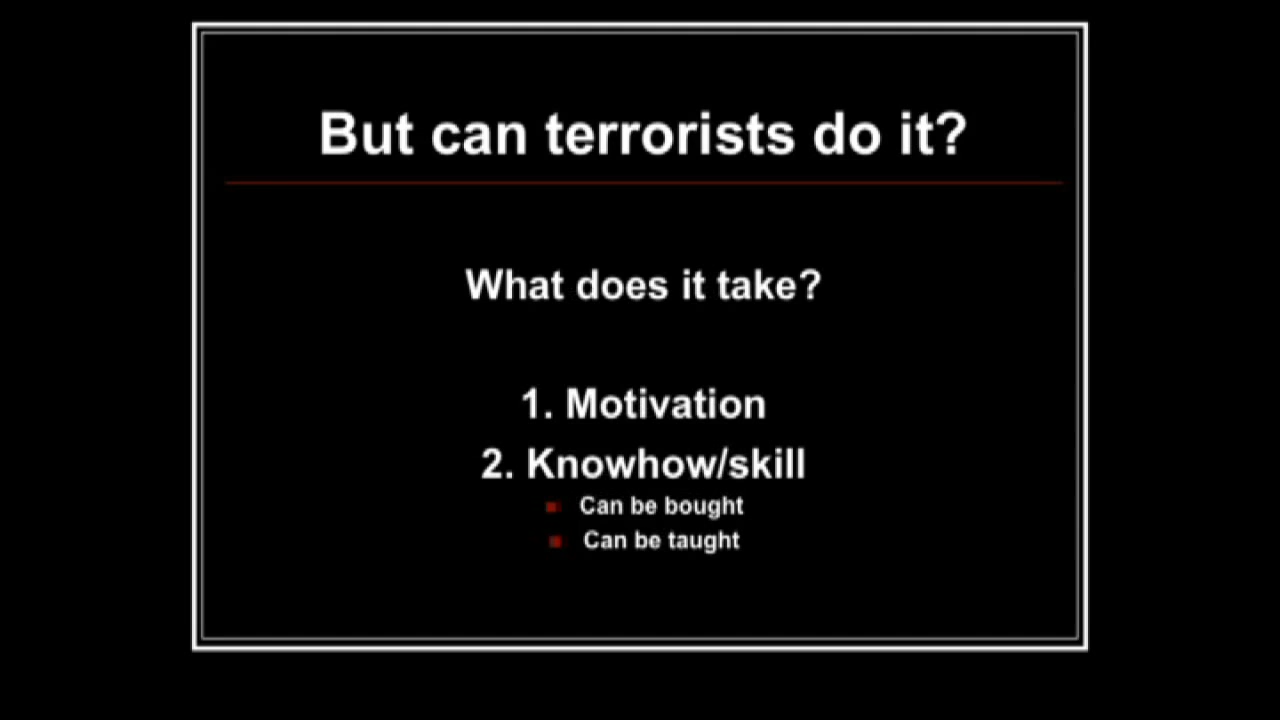 But can terrorists do it?
What does it take?
1. Motivation
2. Knowhow/skill
Can be bought
Can be taught